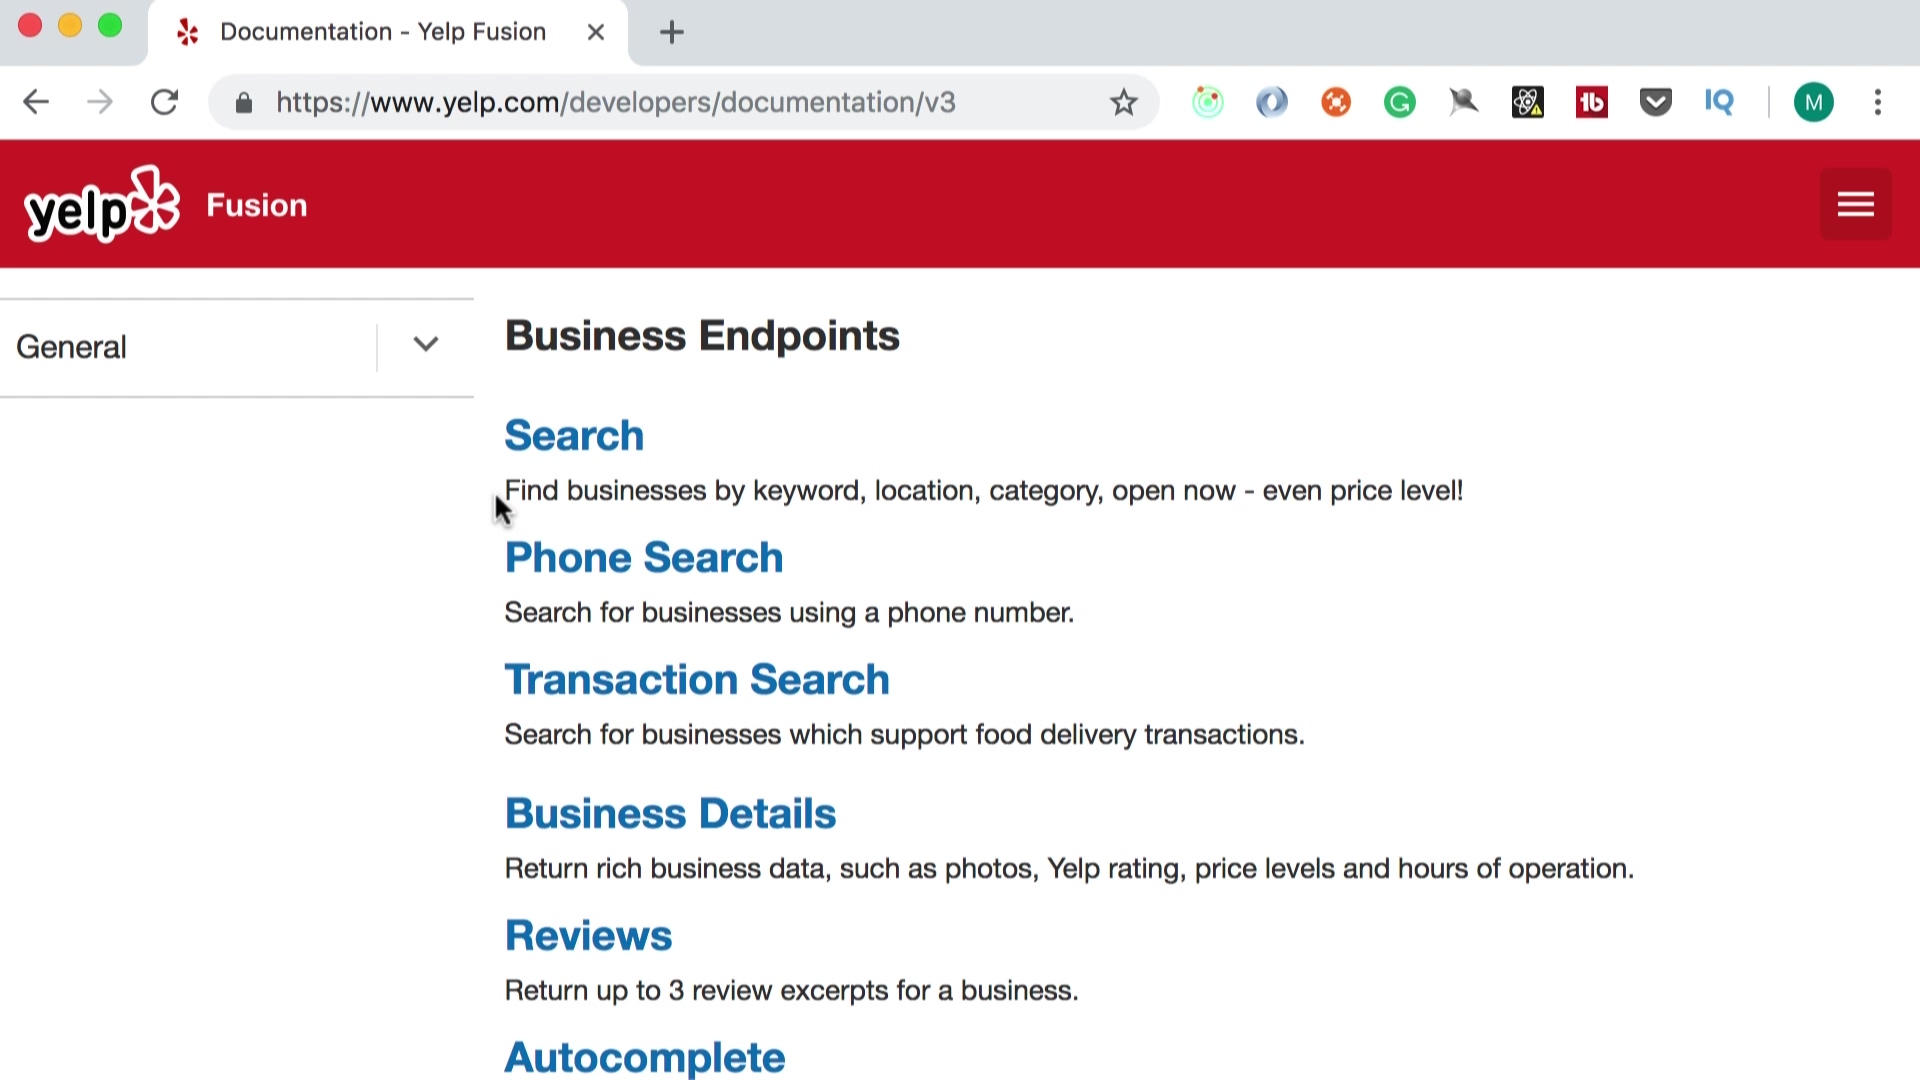 Documentation - Yelp Fusion
https://www.yelp.com/developers/documentation/v3
IQ
M
yelp Fusion
General
Business Endpoints
Search
Find businesses by keyword, location, category, open now - even price level!
Phone Search
Search for businesses using a phone number.
Transaction Search
Search for businesses which support food delivery transactions.
Business Details
Return rich business data, such as photos, Yelp rating, price levels and hours of operation.
Reviews
Return up to 3 review excerpts for a business.
Autocomplete